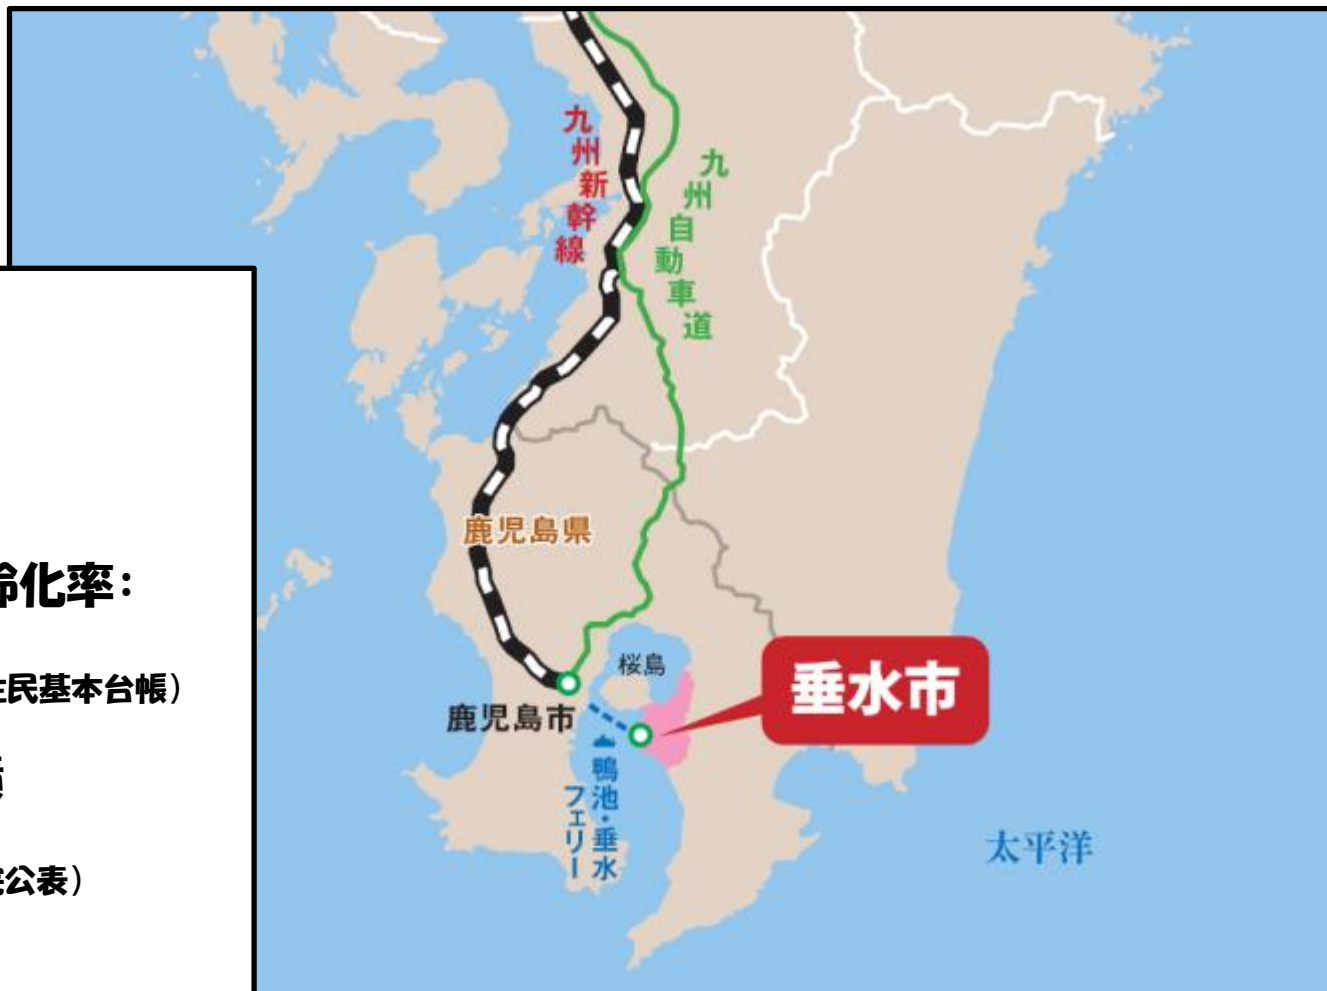 九州新幹線
九州自動車道
齢化率：
民基本台帳）
鹿児島県
桜島
鹿児島市
垂水市
鴨池・垂水
フェリー
公表）
太平洋